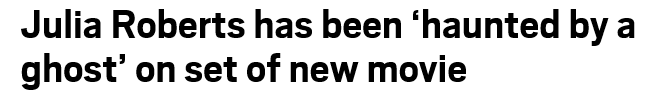 Julia Roberts has been ‘haunted by a
ghost’ on set of new movie